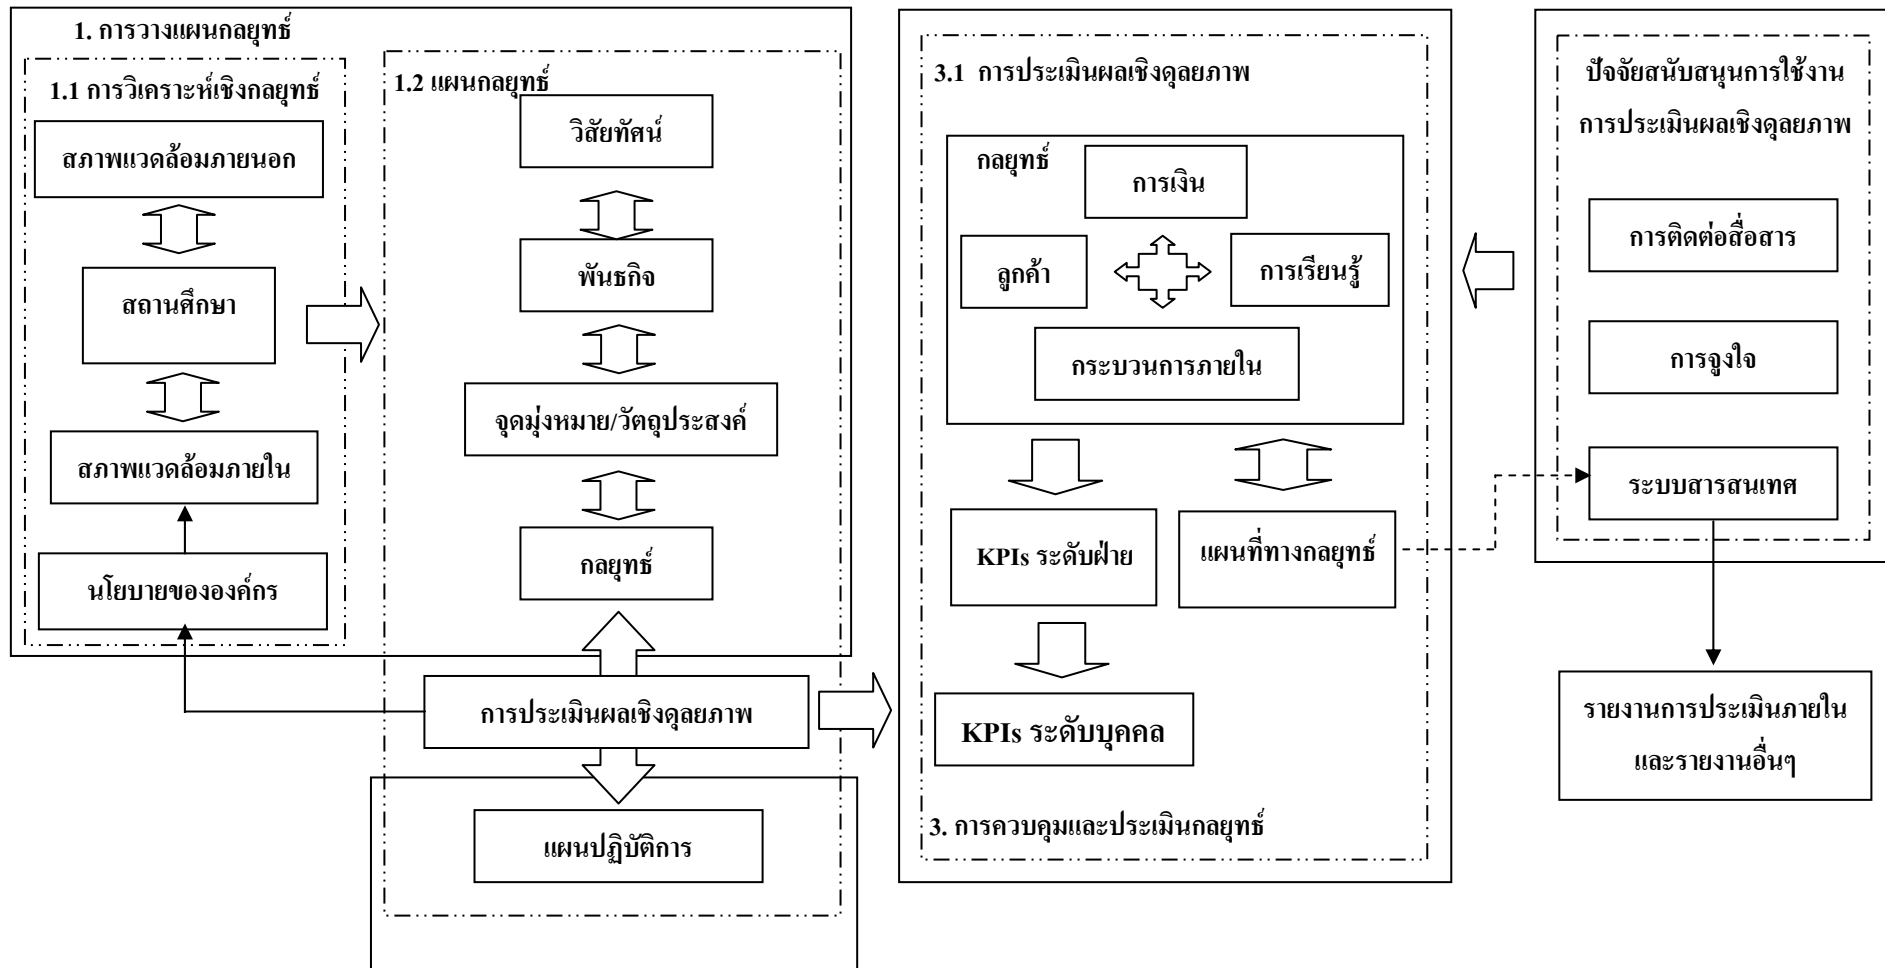 1. การวางแผนกลยุทธ์
1.1 การวิเคราะห์เชิงกลยุทธ์
สภาพแวดล้อมภายนอก
สถานศึกษา
สภาพแวดล้อมภายใน
นโยบายขององค์กร
1.2 แผนกลยุทธ์
วิสัยทัศน์
พันธกิจ
จุดมุ่งหมาย/วัตถุประสงค์
กลยุทธ์
การประเมินผลเชิงดุลยภาพ
แผนปฏิบัติการ
3.1 การประเมินผลเชิงดุลยภาพ
กลยุทธ์
การเงิน
ลูกค้า
การเรียนรู้
กระบวนการภายใน
KPIs ระดับฝ่าย
แผนที่ทางกลยุทธ์
KPIs ระดับบุคคล
3. การควบคุมและประเมินกลยุทธ์
ปัจจัยสนับสนุนการใช้งาน
การประเมินผลเชิงดุลยภาพ
การติดต่อสื่อสาร
การจูงใจ
ระบบสารสนเทศ
รายงานการประเมินภายใน
และรายงานอื่นๆ